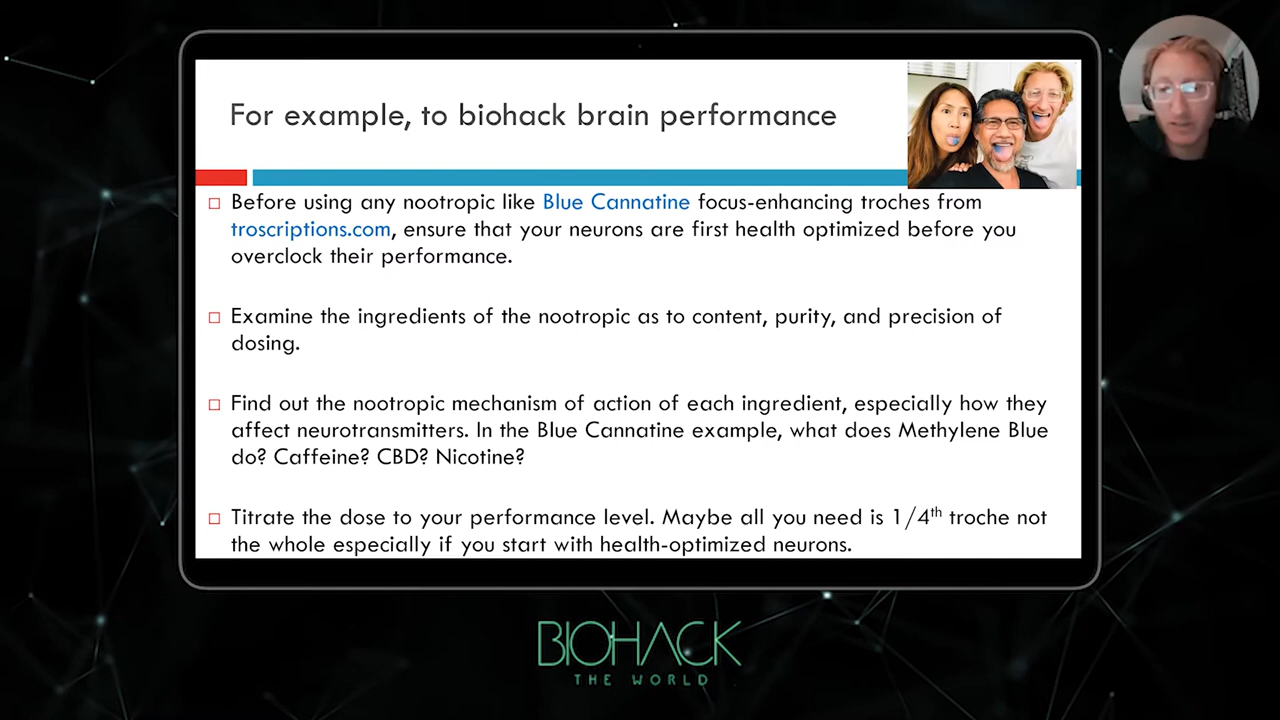 For example, to biohack brain performance
□ Before using any nootropic like Blue Cannatine focus-enhancing troches from
troscriptions.com, ensure that your neurons are first health optimized before you
overclock their performance.
□ Examine the ingredients of the nootropic as to content, purity, and precision of
dosing.
□ Find out the nootropic mechanism of action of each ingredient, especially how they
affect neurotransmitters. In the Blue Cannatine example, what does Methylene Blue
do? Caffeine? CBD? Nicotine?
□ Titrate the dose to your performance level. Maybe all you need is 1/4th troche not
the whole especially if you start with health-optimized neurons.
BIOHACK
THE WORLD